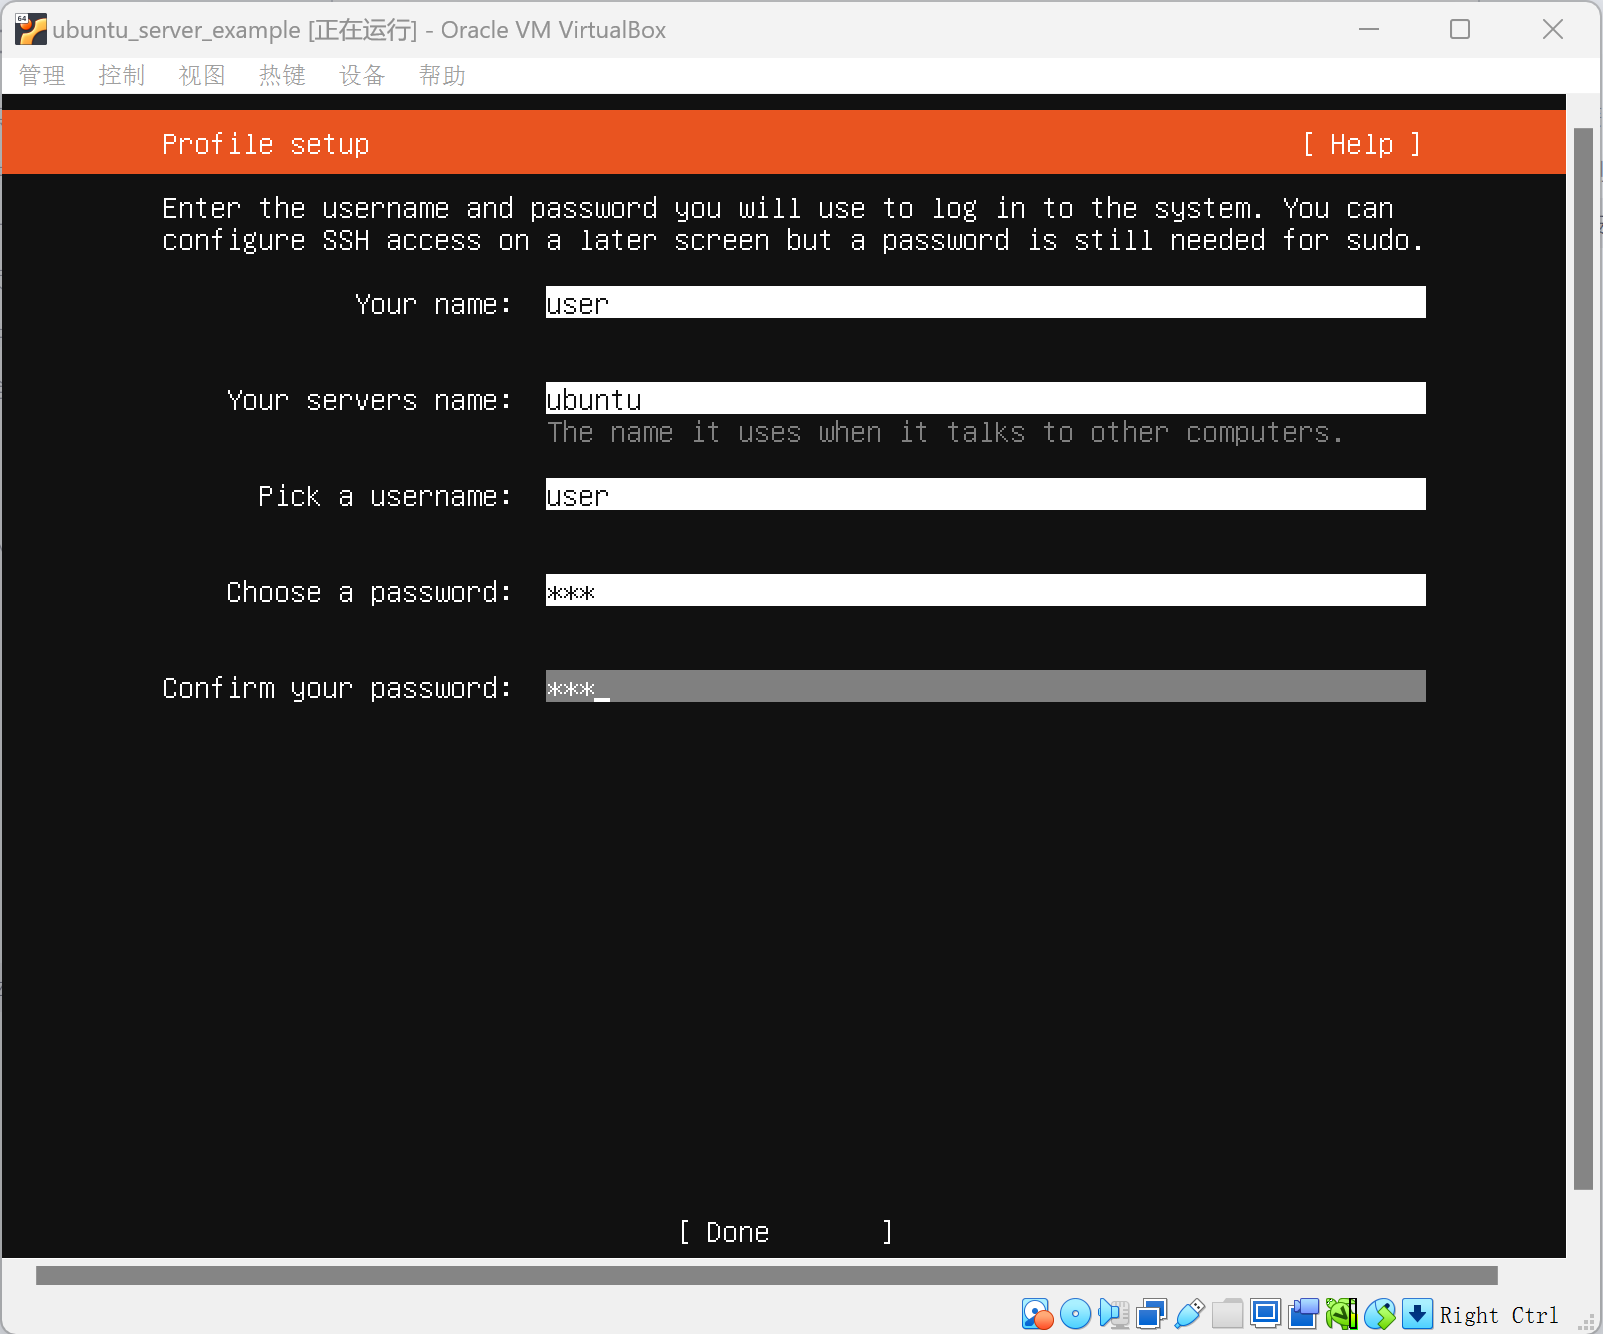 ubuntu_server_example [正在运行] - Oracle VM VirtualBox
管理 控制 视图 热键 设备 帮助
Profile setup [ Help ]
Enter the username and password you will use to log in to the system. You can
configure SSH access on a later screen but a password is still needed for sudo.
Your name: user
Your servers name: ubuntu
The name it uses when it talks to other computers.
Pick a username: user
Choose a password: ***
Confirm your password: ***_
[ Done ]
Right Ctrl